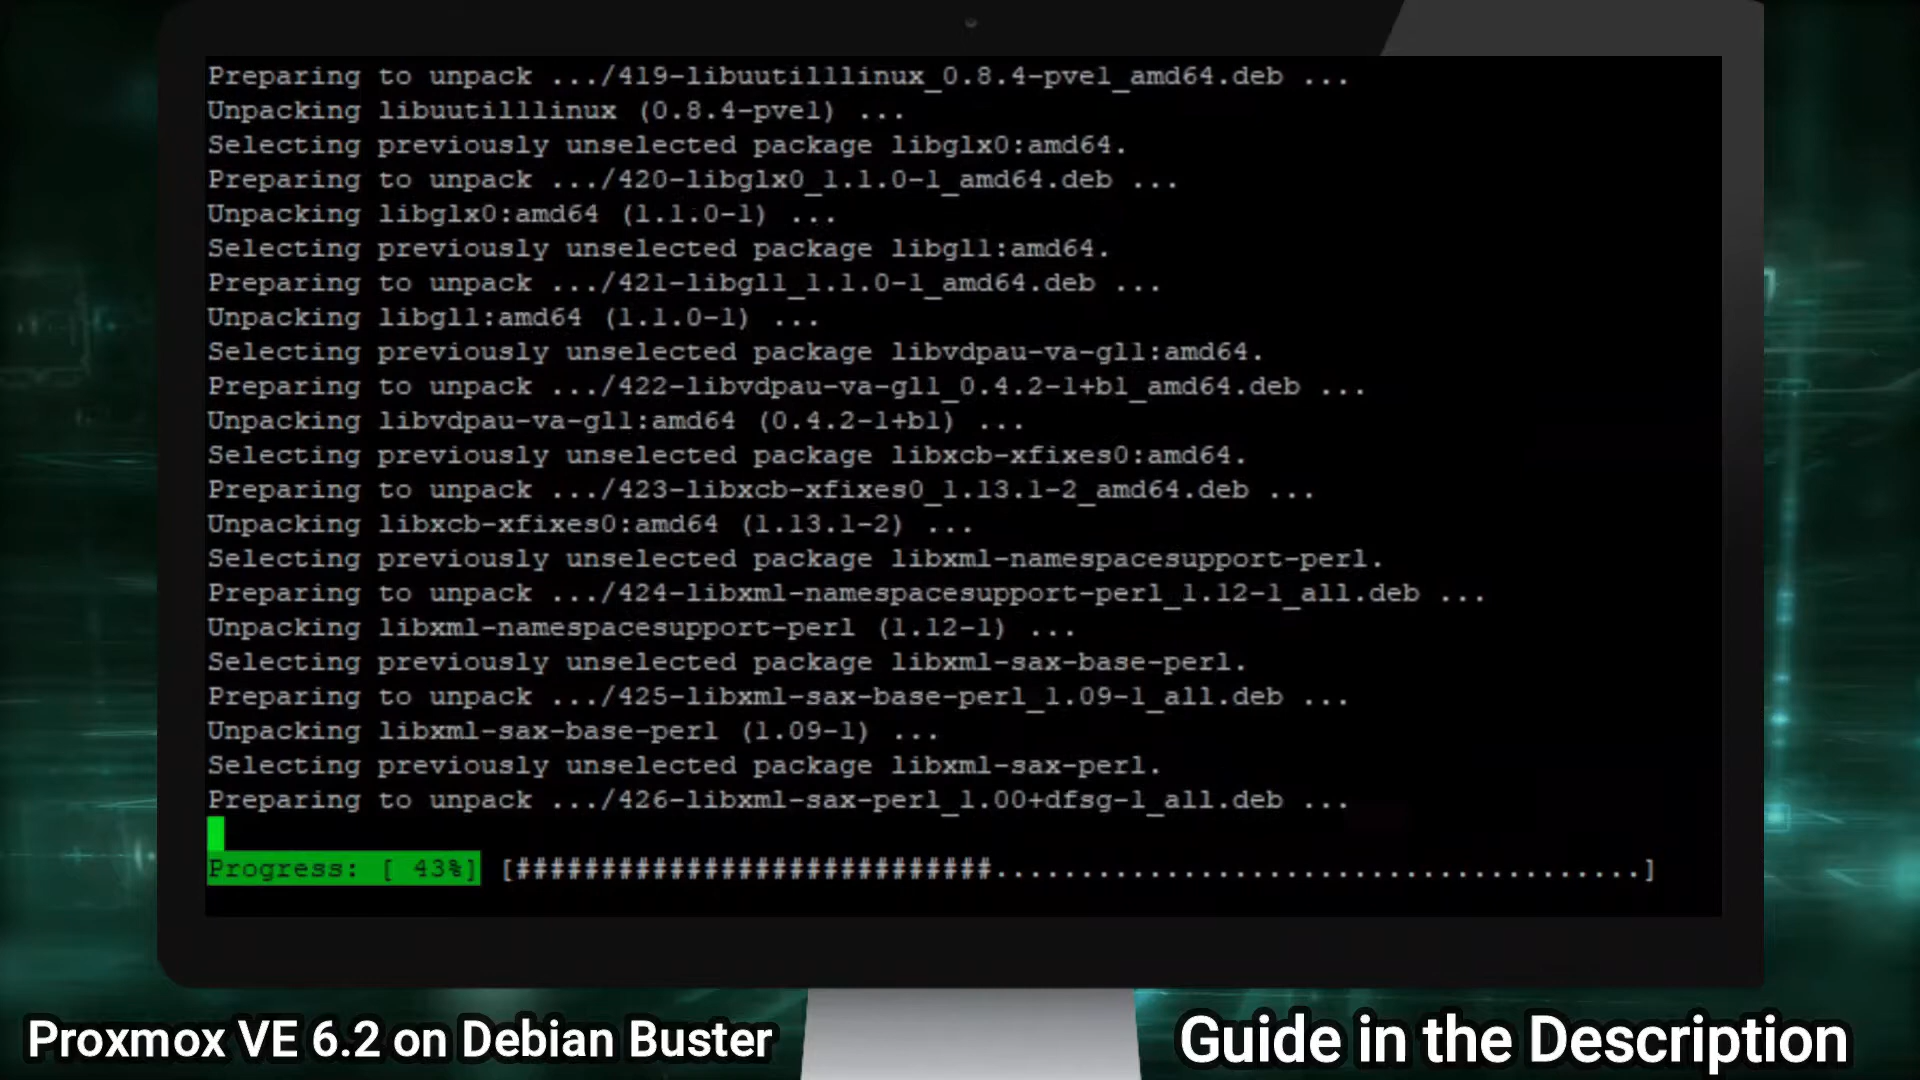 Preparing to unpack .../419-libuutil1linux_0.8.4-pve1_amd64.deb ...
Unpacking libuutil1linux (0.8.4-pve1) ...
Selecting previously unselected package libglx0:amd64.
Preparing to unpack .../420-libglx0_1.1.0-1_amd64.deb ...
Unpacking libglx0:amd64 (1.1.0-1) ...
Selecting previously unselected package libgl1:amd64.
Preparing to unpack .../421-libgl1_1.1.0-1_amd64.deb ...
Unpacking libgl1:amd64 (1.1.0-1) ...
Selecting previously unselected package libvdpau-va-gl1:amd64.
Preparing to unpack .../422-libvdpau-va-gl1_0.4.2-1+b1_amd64.deb ...
Unpacking libvdpau-va-gl1:amd64 (0.4.2-1+b1) ...
Selecting previously unselected package libxcb-xfixes0:amd64.
Preparing to unpack .../423-libxcb-xfixes0_1.13.1-2_amd64.deb ...
Unpacking libxcb-xfixes0:amd64 (1.13.1-2) ...
Selecting previously unselected package libxml-namespacesupport-perl.
Preparing to unpack .../424-libxml-namespacesupport-perl_1.12-1_all.deb ...
Unpacking libxml-namespacesupport-perl (1.12-1) ...
Selecting previously unselected package libxml-sax-base-perl.
Preparing to unpack .../425-libxml-sax-base-perl_1.09-1_all.deb ...
Unpacking libxml-sax-base-perl (1.09-1) ...
Selecting previously unselected package libxml-sax-perl.
Preparing to unpack .../426-libxml-sax-perl_1.00+dfsg-1_all.deb ...
Progress: [ 43%] [############################......................................]
Proxmox VE 6.2 on Debian Buster
Guide in the Description